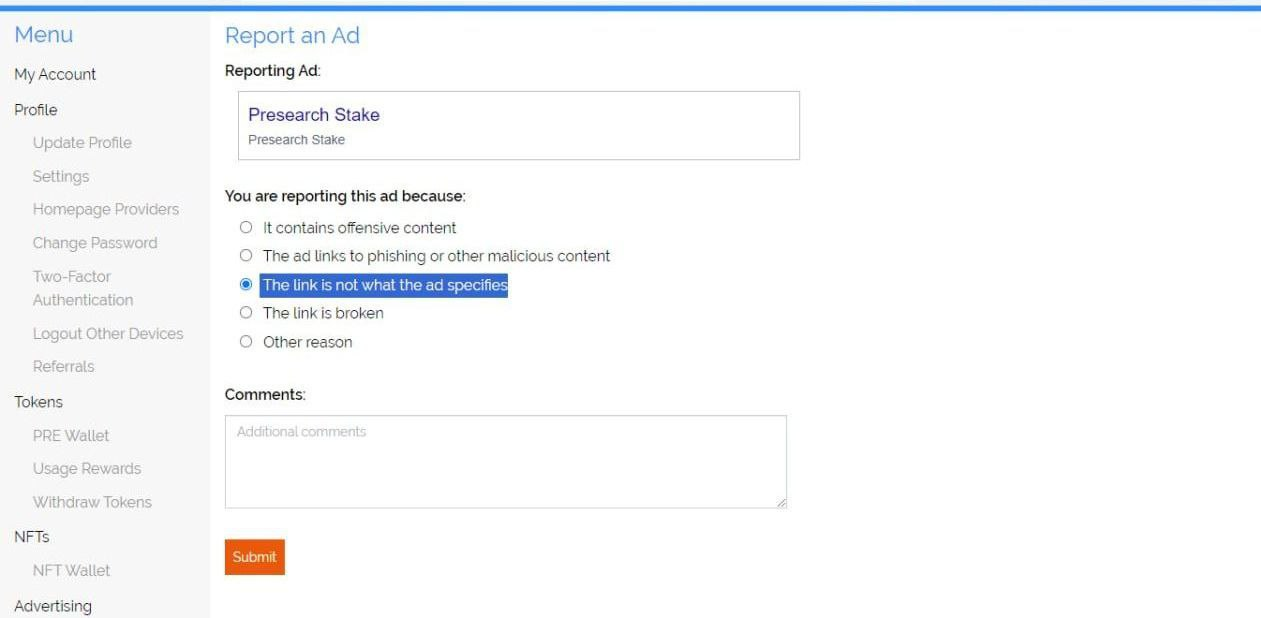 Menu
My Account
Profile
Update Profile
Settings
Homepage Providers
Change Password
Two-Factor
Authentication
Logout Other Devices
Referrals
Tokens
PRE Wallet
Usage Rewards
Withdraw Tokens
NFTs
NFT Wallet
Advertising
Report an Ad
Reporting Ad:
Presearch Stake
Presearch Stake
You are reporting this ad because:
It contains offensive content
The ad links to phishing or other malicious content
The link is not what the ad specifies
The link is broken
Other reason
Comments:
Additional comments
Submit